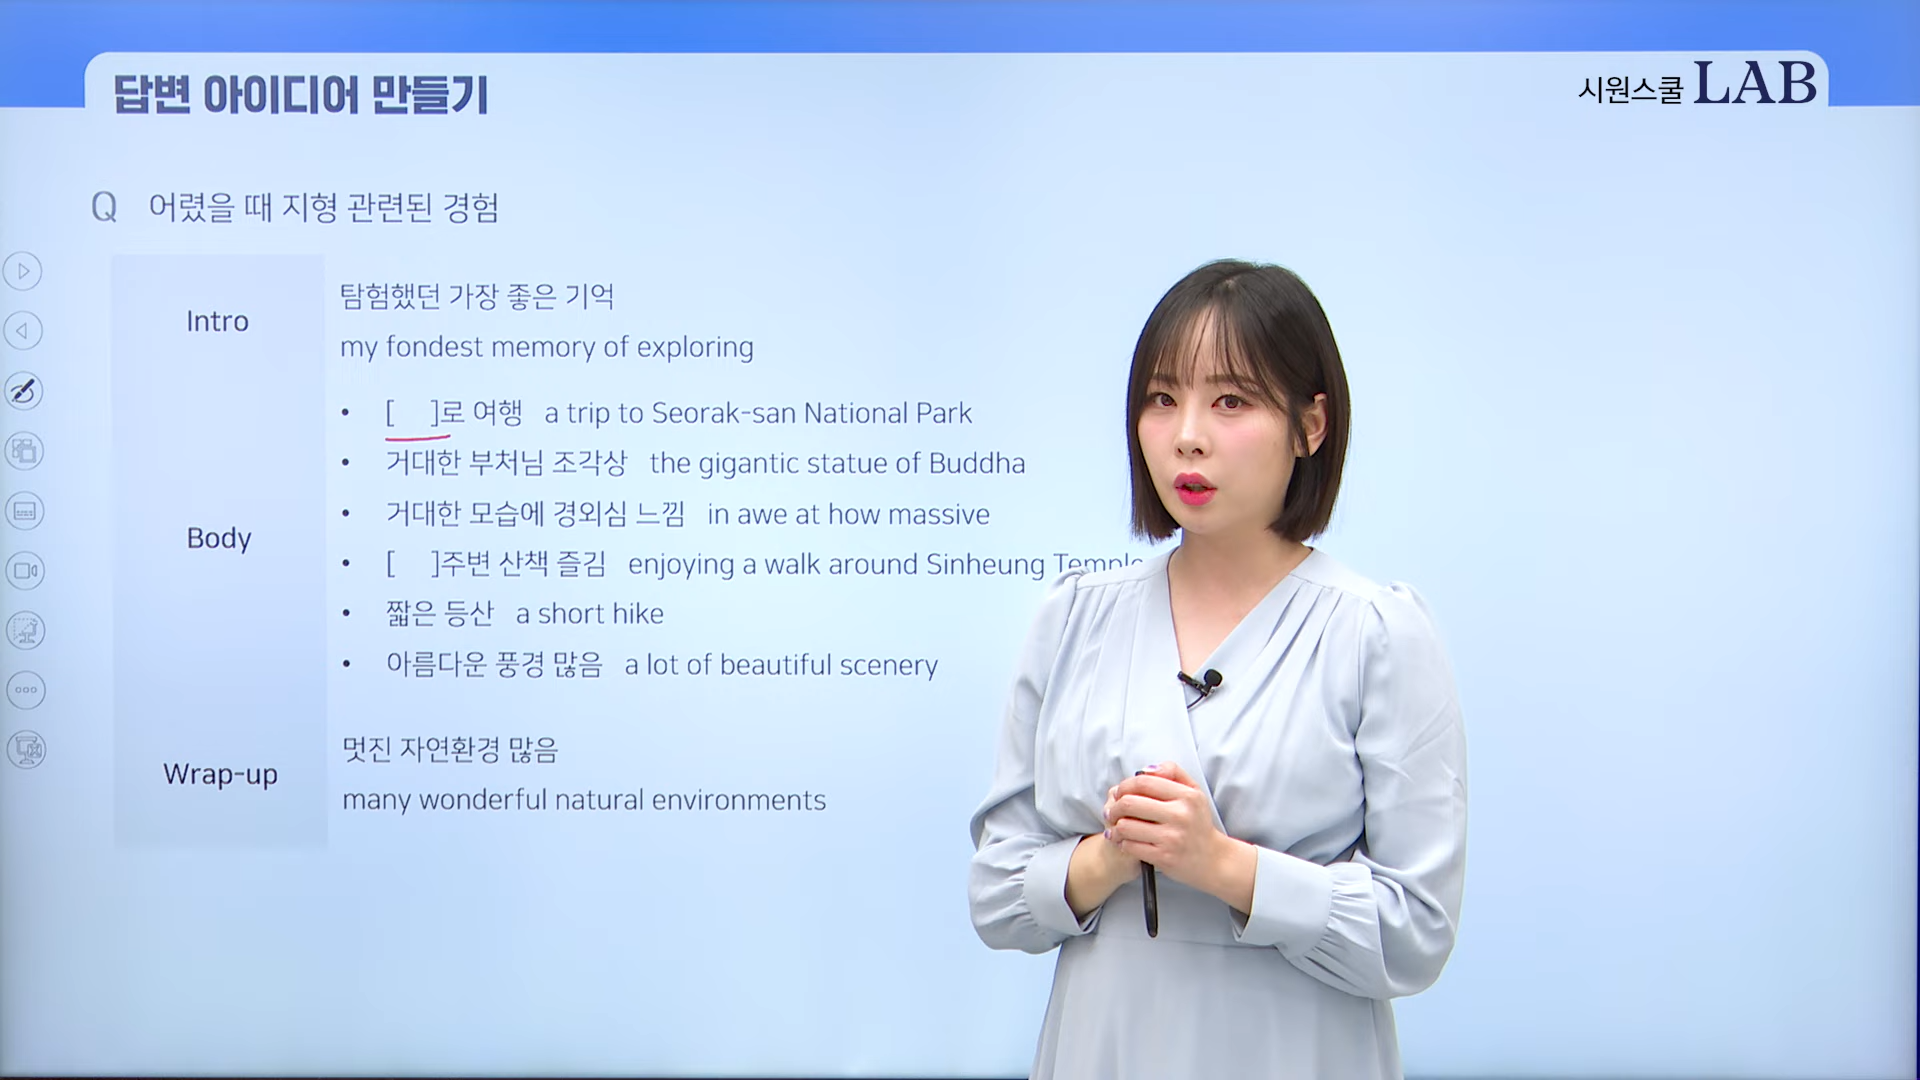 답변 아이디어 만들기
시원스쿨 LAB
Q 어렸을 때 지형 관련된 경험
Intro
탐험했던 가장 좋은 기억
my fondest memory of exploring
Body
• [ ]로 여행 a trip to Seorak-san National Park
• 거대한 부처님 조각상 the gigantic statue of Buddha
• 거대한 모습에 경외심 느낌 in awe at how massive
• [ ]주변 산책 즐김 enjoying a walk around Sinheung Temple
• 짧은 등산 a short hike
• 아름다운 풍경 많음 a lot of beautiful scenery
Wrap-up
멋진 자연환경 많음
many wonderful natural environments